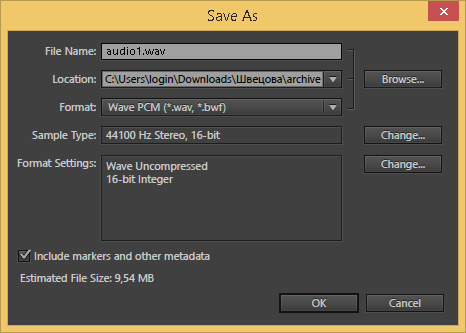 Save As
File Name: audio1.wav
Location: C:\Users\login\Downloads\Швецова\archive
Browse...
Format: Wave PCM (*.wav, *.bwf)
Sample Type: 44100 Hz Stereo, 16-bit
Change...
Format Settings: Wave Uncompressed
Change...
16-bit Integer
Include markers and other metadata
Estimated File Size: 9,54 MB
OK
Cancel